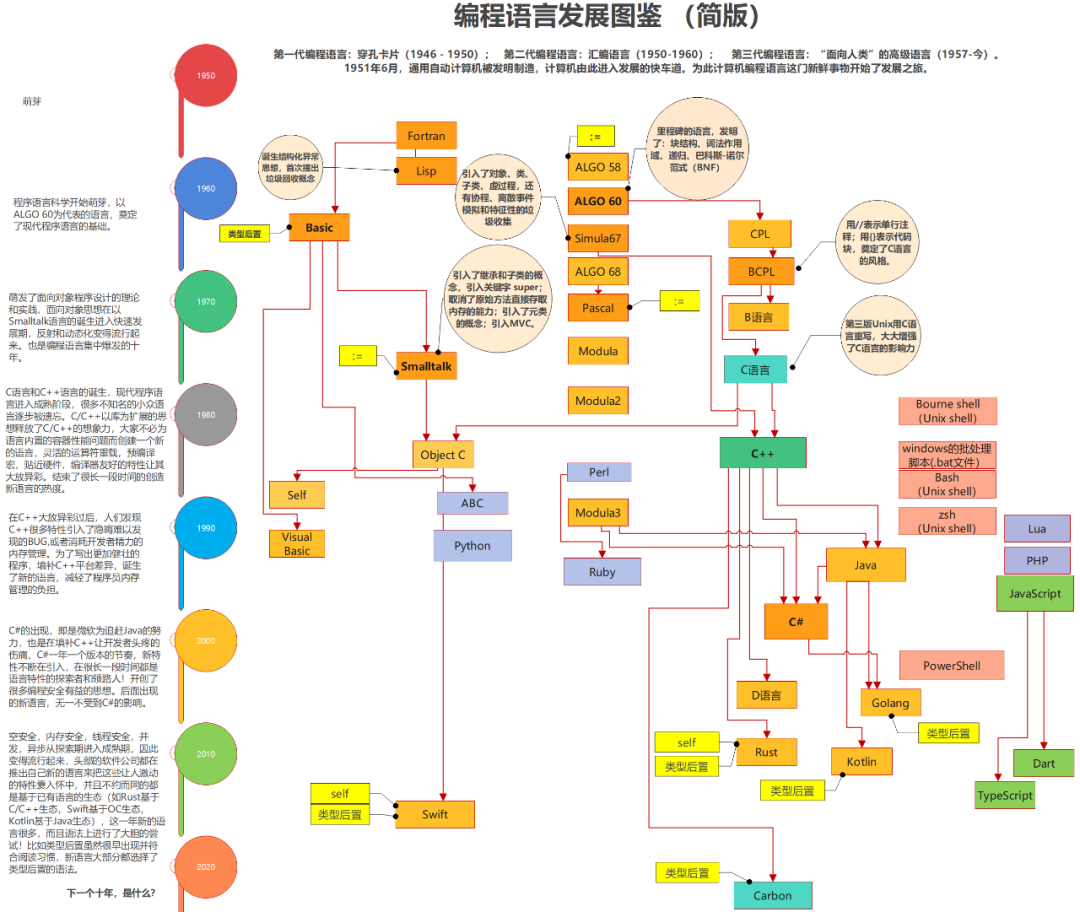 编程语言发展图鉴 （简版）
第一代编程语言：穿孔卡片（1946 - 1950）； 第二代编程语言：汇编语言（1950-1960）； 第三代编程语言：“面向人类”的高级语言（1957-今）。
1951年6月，通用自动计算机被发明制造，计算机由此进入发展的快车道。为此计算机编程语言这门新鲜事物开始了发展之旅。
1950
萌芽
1960
程序语言科学开始萌芽，以
ALGO 60为代表的语言，奠定
了现代程序语言的基础。
1970
萌发了面向对象程序设计的理论
和实践，面向对象思想在以
Smalltalk语言的诞生进入快速发
展期，反射和动态化变得流行起
来。也是编程语言集中爆发的十
年。
1980
C语言和C++语言的诞生，现代程序语
言进入成熟阶段，很多不知名的小众语
言逐步被遗忘。C/C++以库为扩展的思
想释放了C/C++的想象力，大家不必为
语言内置的容器性能问题而创建一个新
的语言，灵活的运算符重载，预编译
宏，贴近硬件，编译器友好的特性让其
大放异彩。结束了很长一段时间的创造
新语言的热度。
1990
在C++大放异彩过后，人们发现
C++很多特性引入了隐晦难以发
现的BUG,或者消耗开发者精力的
内存管理。为了写出更加健壮的
程序，填补C++平台差异，诞生
了新的语言，减轻了程序员内存
管理的负担。
2000
C#的出现，即是微软为追赶Java的努
力，也是在填补C++让开发者头疼的
伤痛，C#一年一个版本的节奏，新特
性不断在引入，在很长一段时间都是
语言特性的探索者和领路人！开创了
很多编程安全有益的思想。后面出现
的新语言，无一不受到C#的影响。
2010
空安全，内存安全，线程安全，并
发，异步从探索期进入成熟期，因此
变得流行起来，头部的软件公司都在
推出自己新的语言来把这些让人激动
的特性囊入怀中，并且不约而同的都
是基于已有语言的生态（如Rust基于
C/C++生态，Swift基于OC生态，
Kotlin基于Java生态），这一年新的语
言很多，而且语法上进行了大胆的尝
试！比如类型后置虽然很早出现并符
合阅读习惯，新语言大部分都选择了
类型后置的语法。
2020
下一个十年，是什么？
Fortran
Lisp
诞生结构化异常
思想，首次提出
垃圾回收概念
Basic
类型后置
引入了对象、类、
子类、虚过程，还
有协程、离散事件
模拟和特征性的垃
圾收集
:=
ALGO 58
ALGO 60
Simula67
ALGO 68
Pascal
:=
Modula
Modula2
里程碑的语言，发明
了：块结构、词法作用
域、递归、巴科斯-诺尔
范式（BNF）
CPL
BCPL
B语言
C语言
用//表示单行注
释；用{}表示代码
块，奠定了C语言
的风格。
第三版Unix用C语
言重写，大大增强
了C语言的影响力
引入了继承和子类的概
念，引入关键字 super；
取消了原始方法直接存取
内存的能力；引入了元类
的概念；引入MVC。
:=
Smalltalk
Object C
Self
ABC
Visual
Basic
Python
Perl
Modula3
Ruby
C++
Bourne shell
（Unix shell）
windows的批处理
脚本(.bat文件）
Bash
（Unix shell）
zsh
（Unix shell）
Lua
PHP
JavaScript
Java
C#
PowerShell
D语言
Golang
类型后置
self
类型后置
Rust
Kotlin
类型后置
Dart
TypeScript
self
类型后置
Swift
类型后置
Carbon